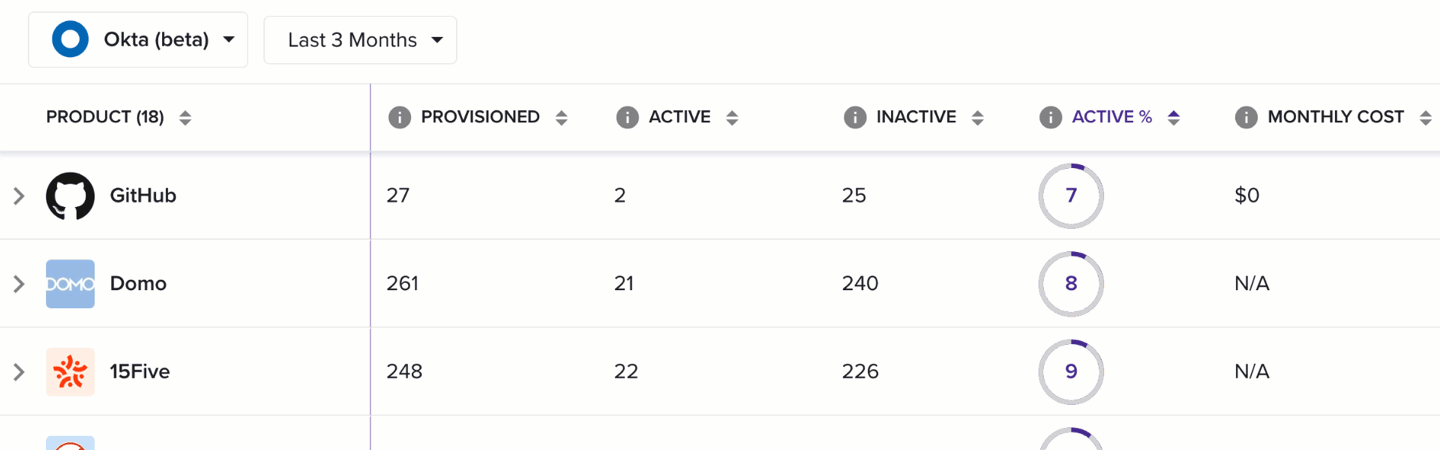 Okta (beta) Last 3 Months
PRODUCT (18) PROVISIONED ACTIVE INACTIVE ACTIVE % MONTHLY COST
GitHub 27 2 25 7 $0
DOMO Domo 261 21 240 8 N/A
15Five 248 22 226 9 N/A